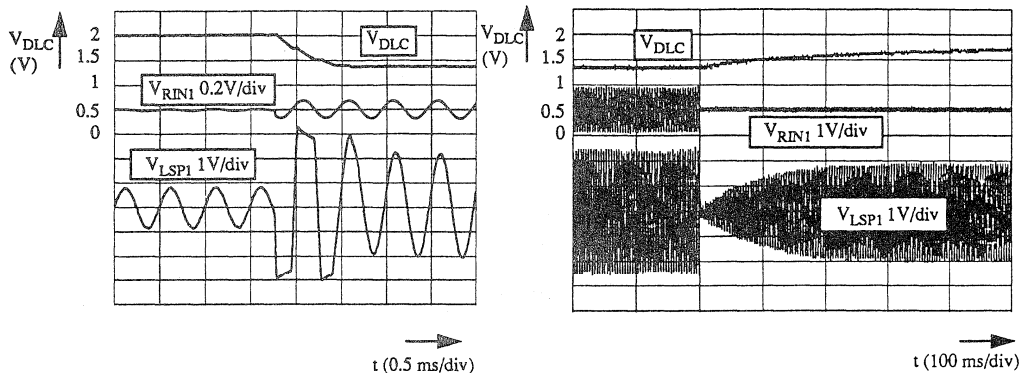 V_DLC
(V)
2
1.5
1
0.5
0
V_DLC
V_RIN1 0.2V/div
V_LSP1 1V/div
t (0.5 ms/div)
V_DLC
(V)
2
1.5
1
0.5
0
V_DLC
V_RIN1 1V/div
V_LSP1 1V/div
t (100 ms/div)